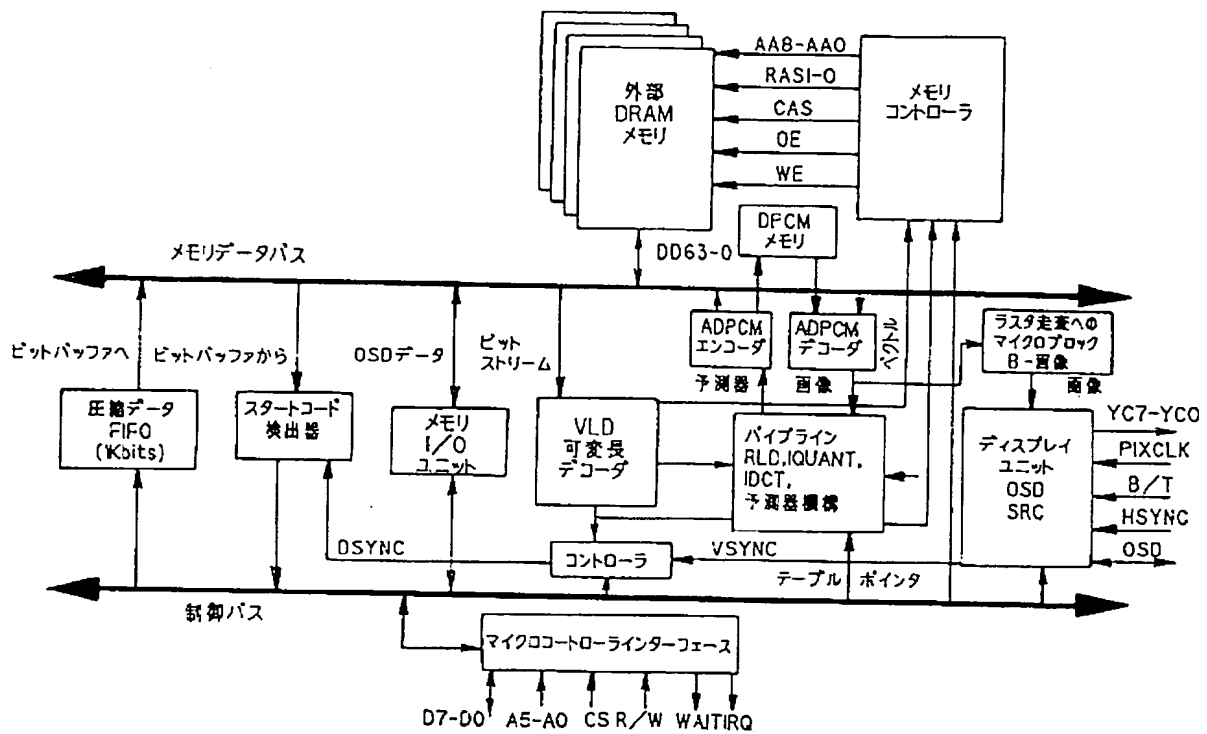 外部
DRAM
メモリ
AA8-AA0
RAS1-0
CAS
OE
WE
メモリ
コントローラ
DPCM
メモリ
DD63-0
メモリデータバス
ビットバッファへ
ビットバッファから
OSDデータ
ビット
ストリーム
ADPCM
エンコーダ
ADPCM
デコーダ
ベクトル
予測器
画像
ラスタ走査への
マイクロブロック
B-画像
画像
圧縮データ
FIFO
(1Kbits)
スタートコード
検出器
メモリ
I/O
ユニット
VLD
可変長
デコーダ
パイプライン
RLD,IQUANT,
IDCT,
予測器機構
ディスプレイ
ユニット
OSD
SRC
YC7-YC0
PIXCLK
B/T
HSYNC
OSD
DSYNC
コントローラ
VSYNC
テーブル ポインタ
制御バス
マイクロコートローラインターフェース
D7-D0 A5-A0 CS R/W WAIT IRQ